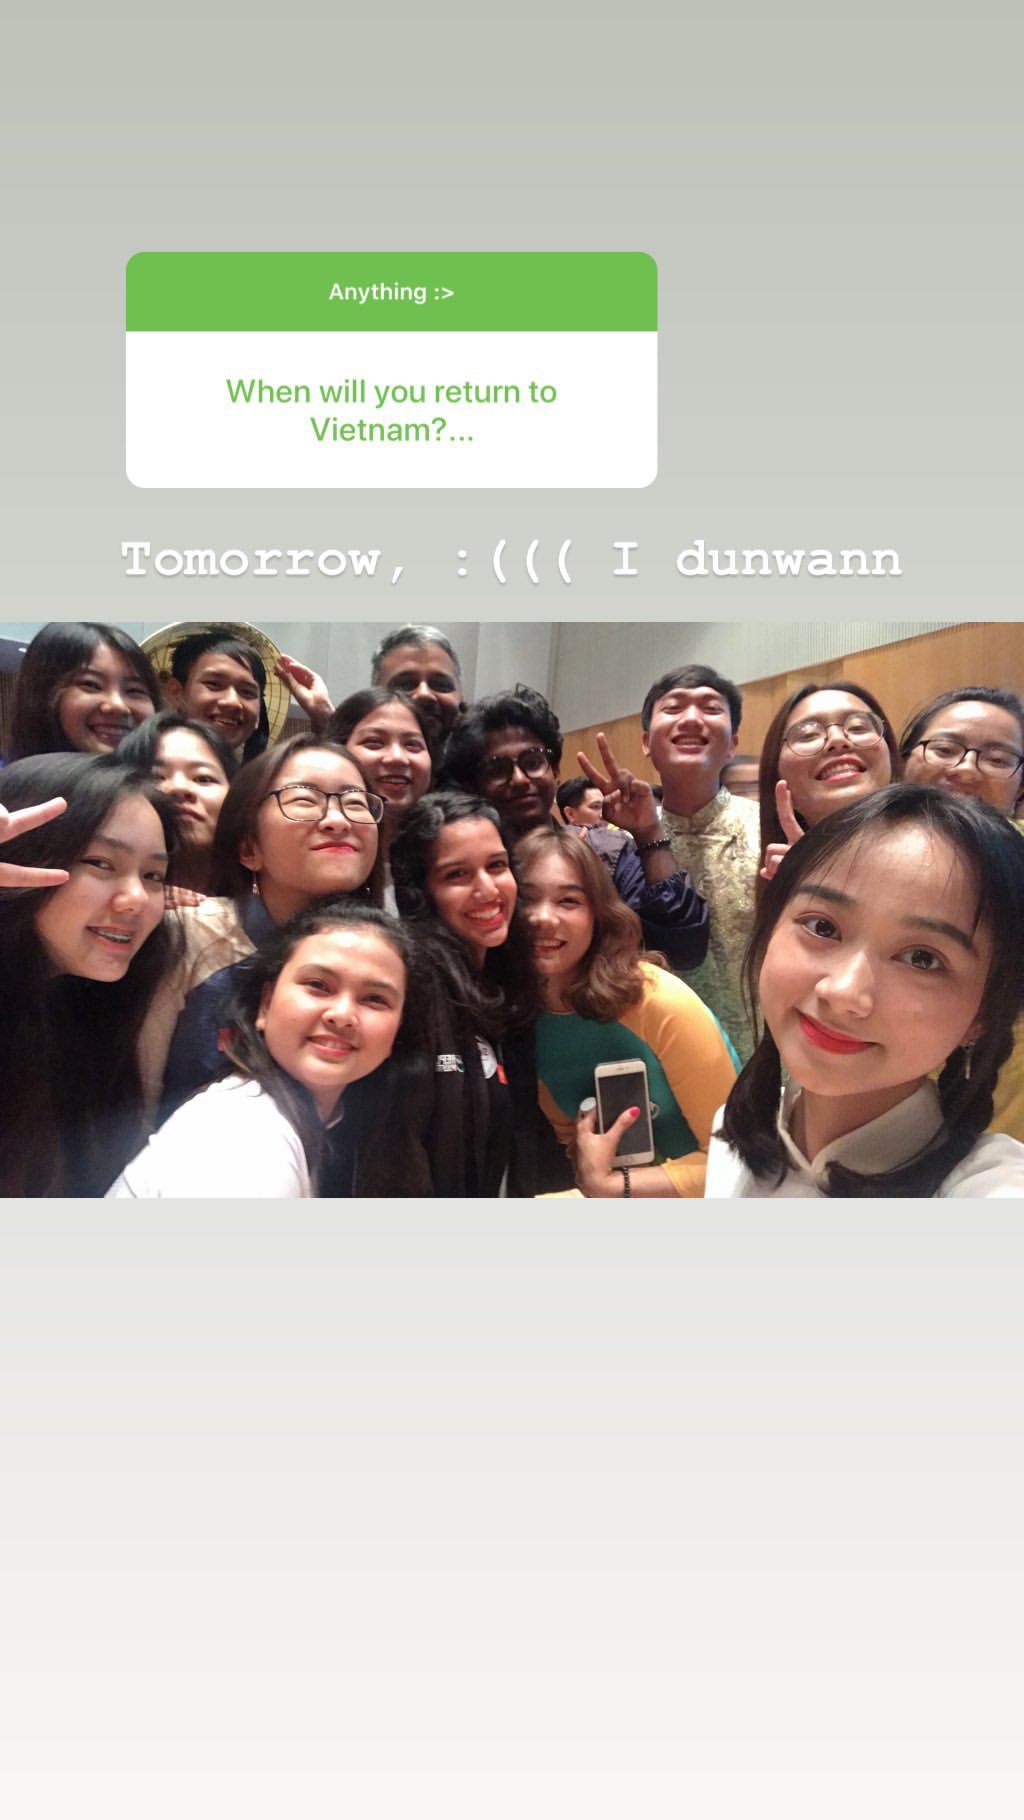 Anything :>
When will you return to
Vietnam?...
Tomorrow, :((( I dunwann